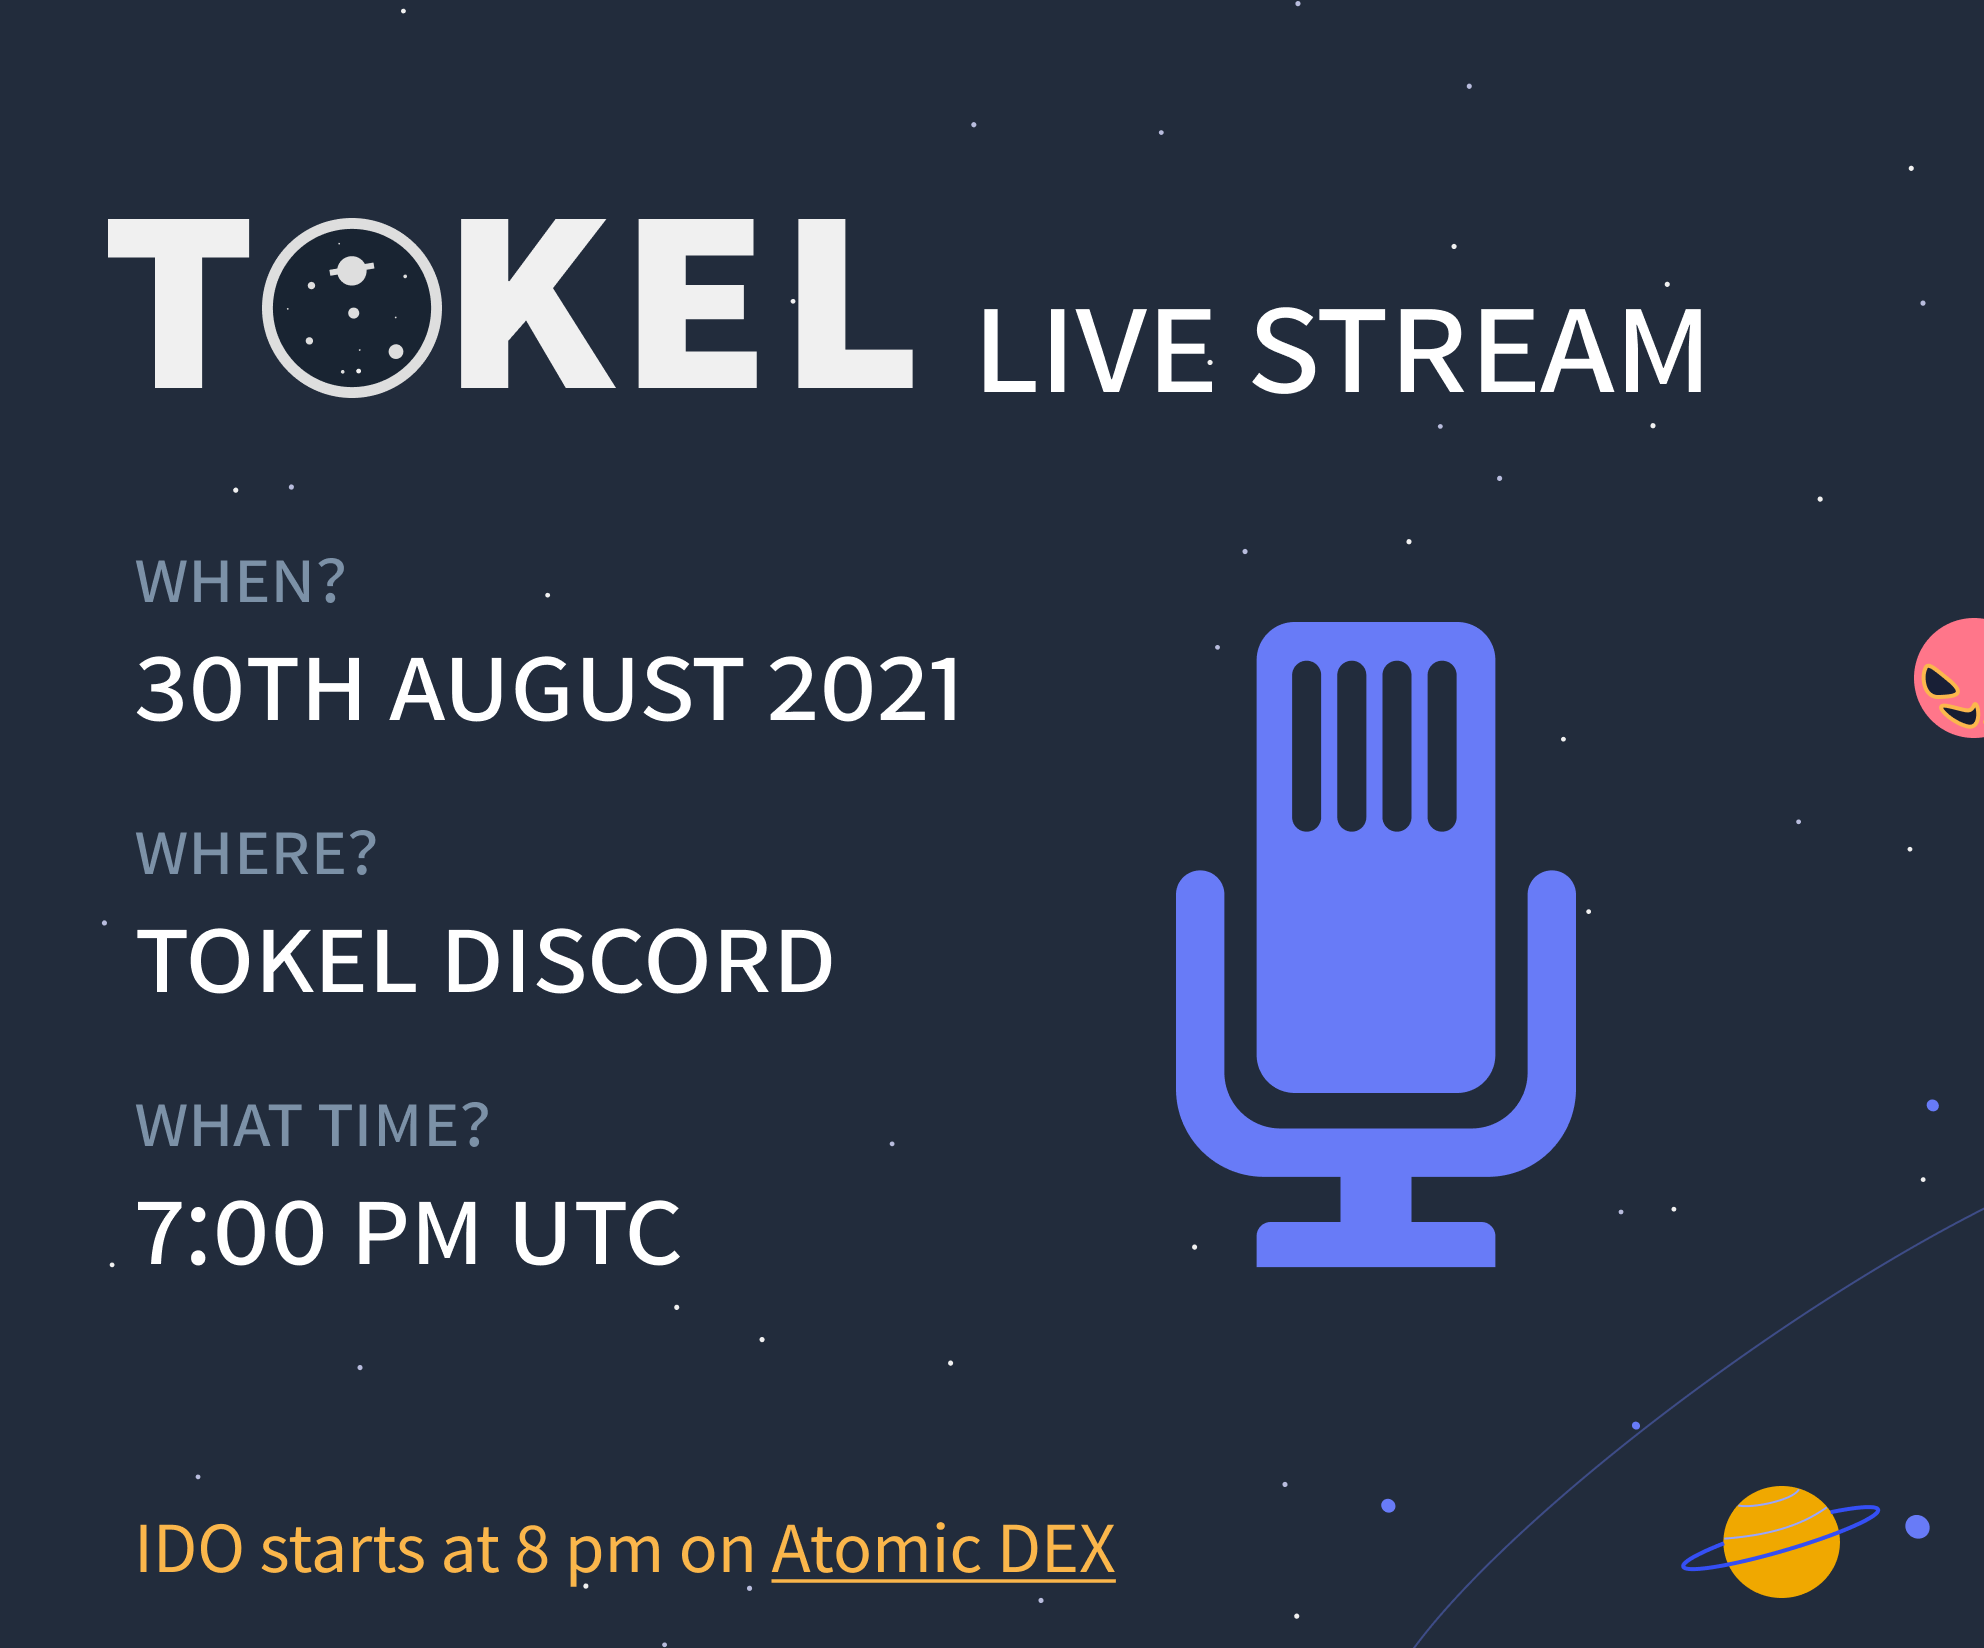 TOKEL LIVE STREAM
WHEN?
30TH AUGUST 2021
WHERE?
TOKEL DISCORD
WHAT TIME?
7:00 PM UTC
IDO starts at 8 pm on Atomic DEX